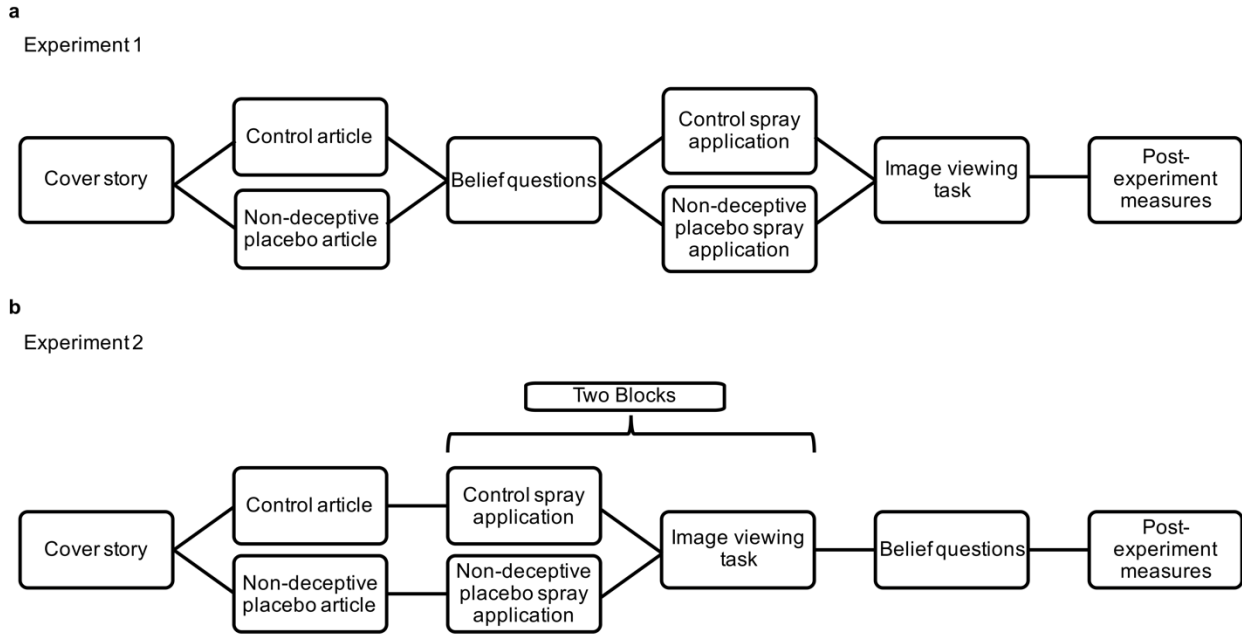 a
Experiment 1
Cover story
Control article
Non-deceptive
placebo article
Belief questions
Control spray
application
Non-deceptive
placebo spray
application
Image viewing
task
Post-
experiment
measures
b
Experiment 2
Two Blocks
Cover story
Control article
Non-deceptive
placebo article
Control spray
application
Non-deceptive
placebo spray
application
Image viewing
task
Belief questions
Post-
experiment
measures